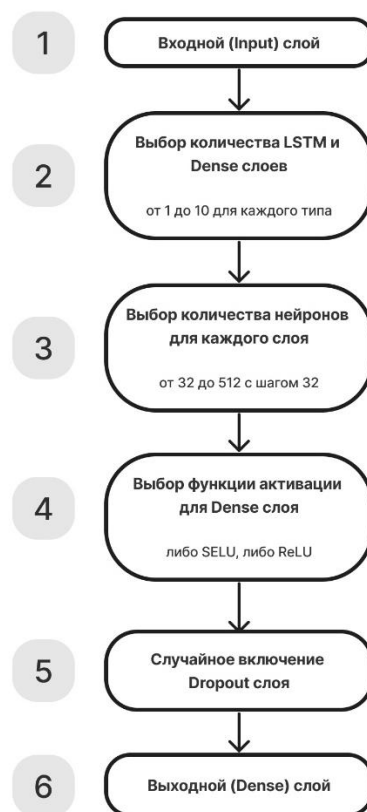 1
Входной (Input) слой
2
Выбор количества LSTM и
Dense слоев
от 1 до 10 для каждого типа
3
Выбор количества нейронов
для каждого слоя
от 32 до 512 с шагом 32
4
Выбор функции активации
для Dense слоя
либо SELU, либо ReLU
5
Случайное включение
Dropout слоя
6
Выходной (Dense) слой